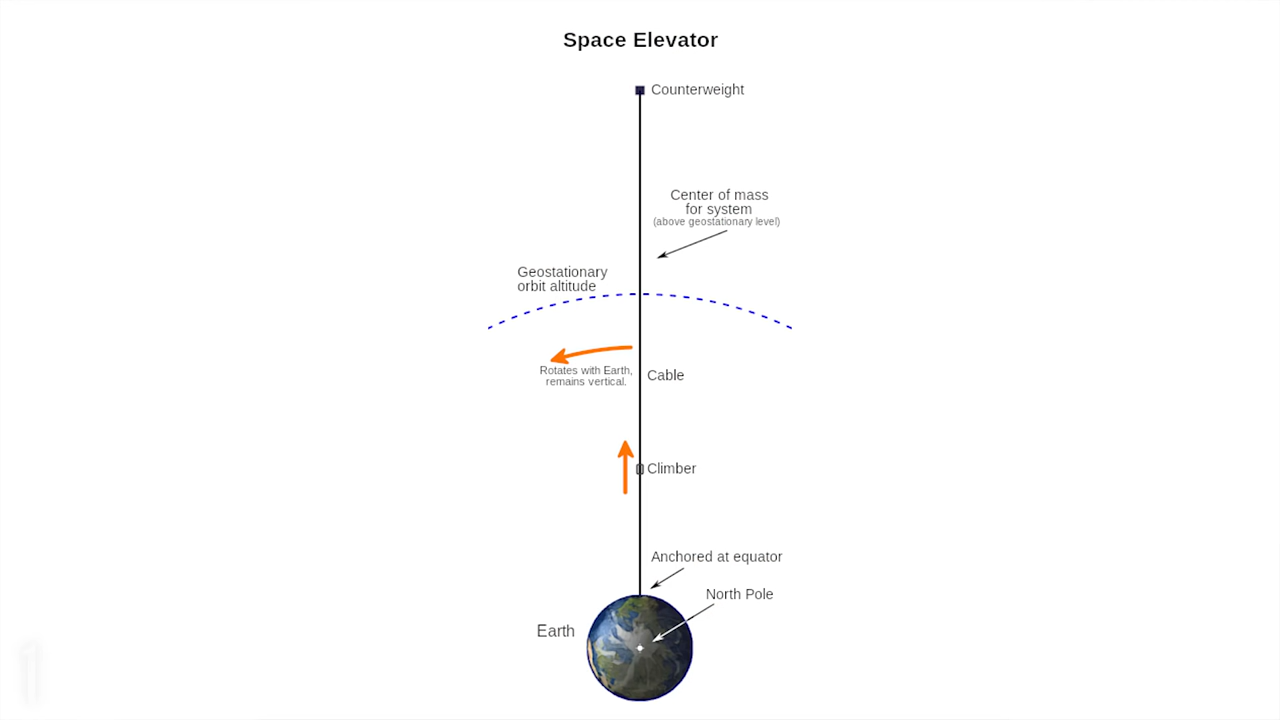 Space Elevator
Counterweight
Center of mass
for system
(above geostationary level)
Geostationary
orbit altitude
Rotates with Earth,
remains vertical.
Cable
Climber
Anchored at equator
North Pole
Earth